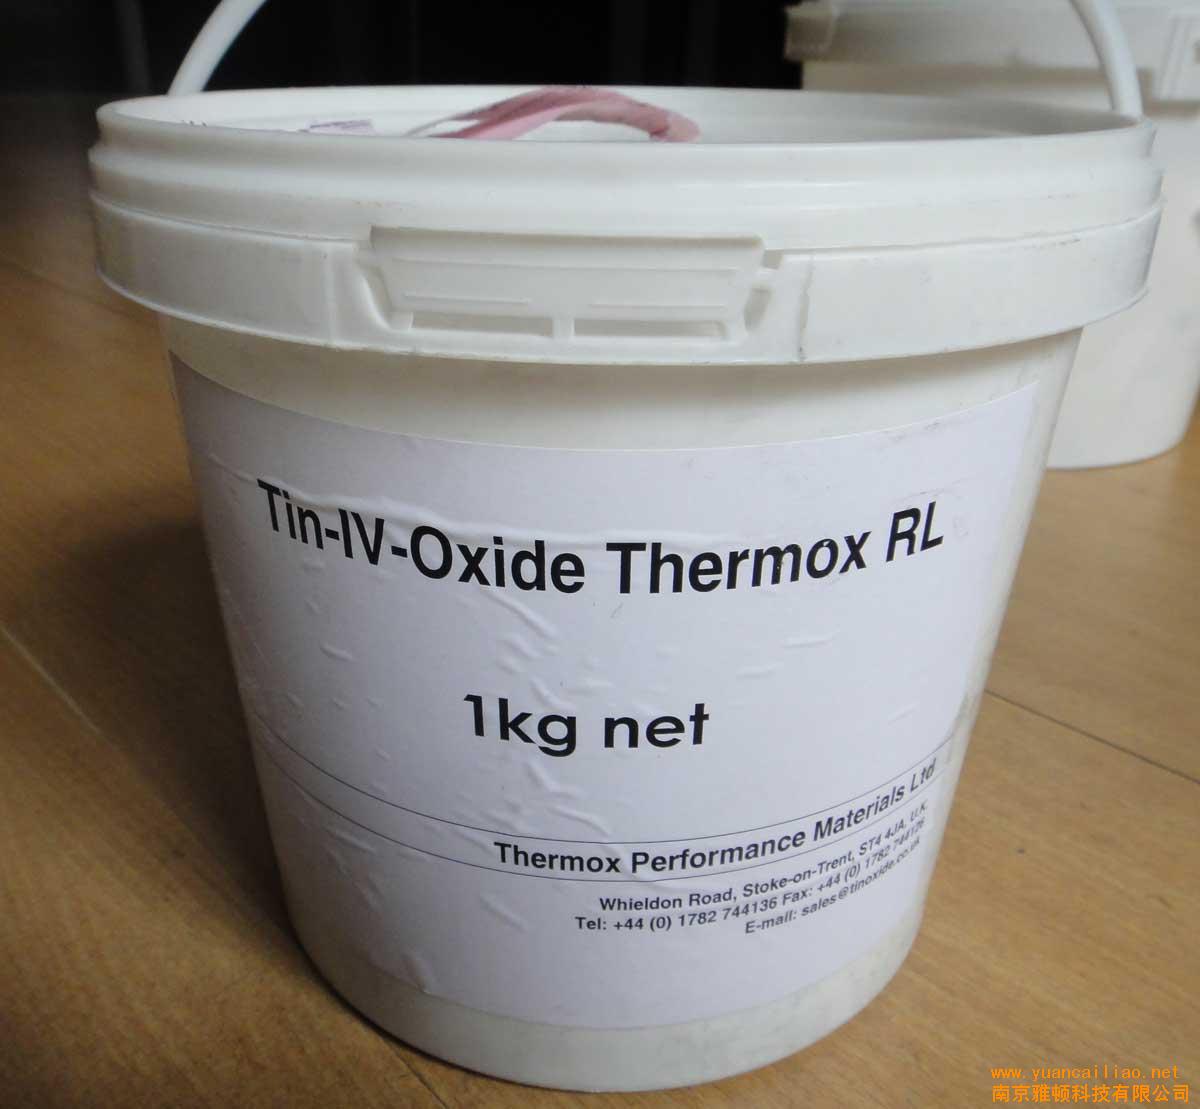 Tin-IV-Oxide Thermox RL
1kg net
Thermox Performance Materials Ltd
Whieldon Road, Stoke-on-Trent, ST4 4JA, U.K.
Tel: +44 (0) 1782 744136 Fax: +44 (0) 1782 744126
E-mail: sales@tinoxide.co.uk
www.yuancailiao.net
南京雅顿科技有限公司